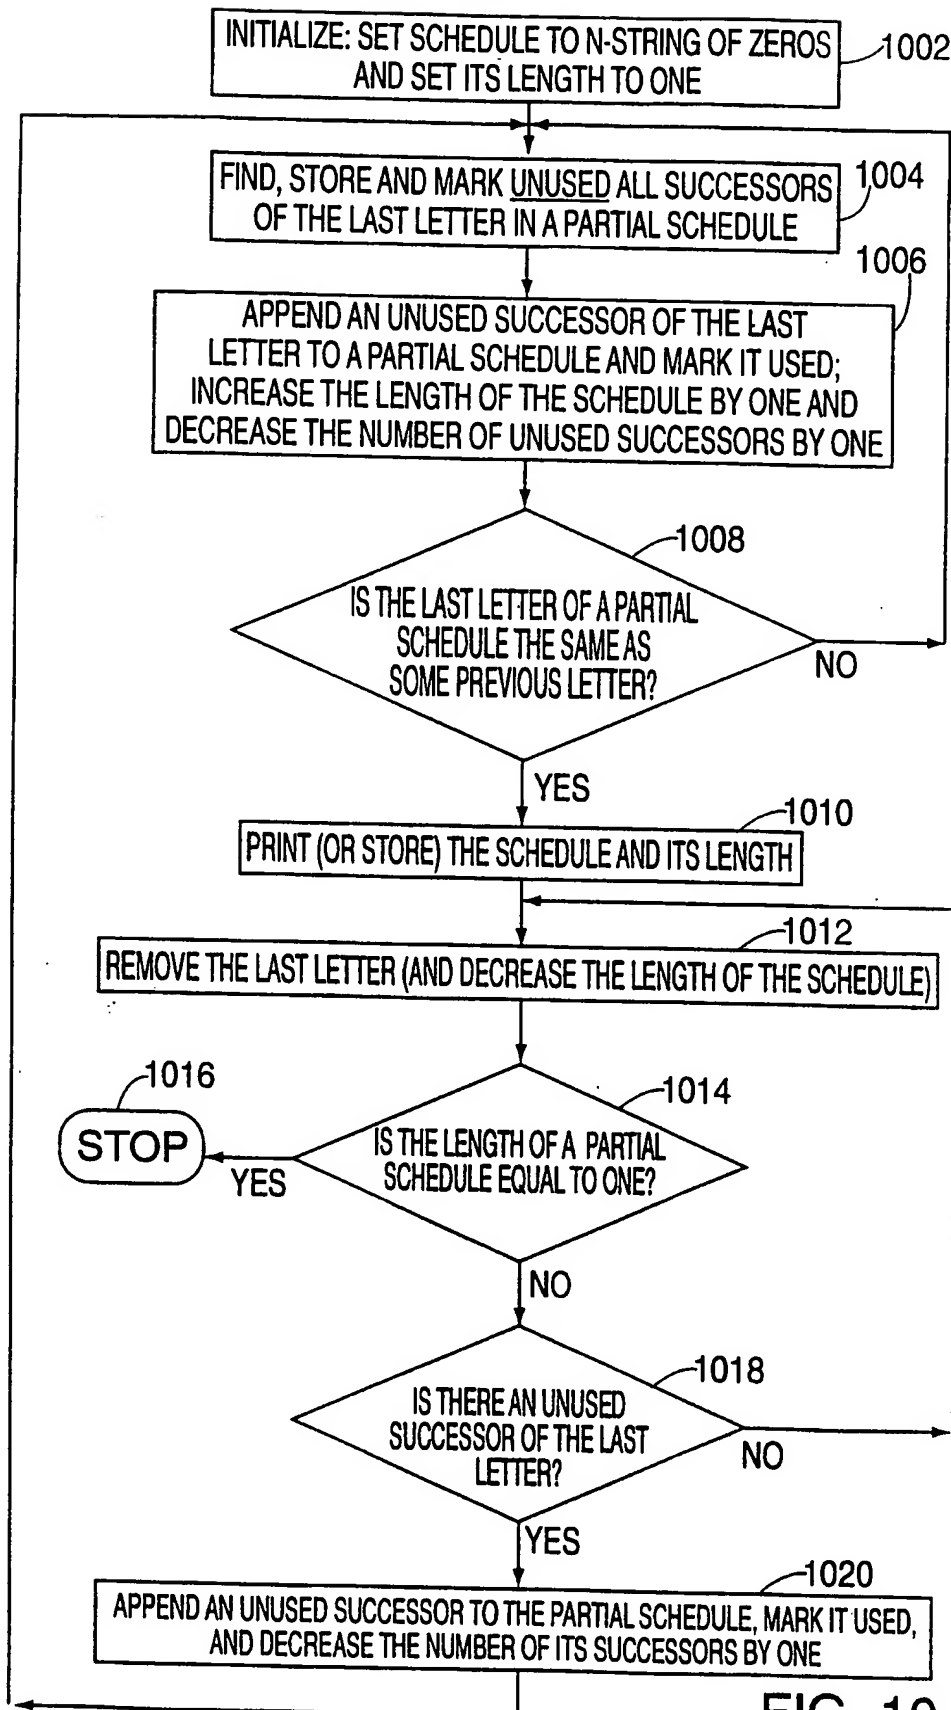 INITIALIZE: SET SCHEDULE TO N-STRING OF ZEROS
AND SET ITS LENGTH TO ONE
1002
FIND, STORE AND MARK UNUSED ALL SUCCESSORS
OF THE LAST LETTER IN A PARTIAL SCHEDULE
1004
1006
APPEND AN UNUSED SUCCESSOR OF THE LAST
LETTER TO A PARTIAL SCHEDULE AND MARK IT USED;
INCREASE THE LENGTH OF THE SCHEDULE BY ONE AND
DECREASE THE NUMBER OF UNUSED SUCCESSORS BY ONE
1008
IS THE LAST LETTER OF A PARTIAL
SCHEDULE THE SAME AS
SOME PREVIOUS LETTER?
NO
YES
1010
PRINT (OR STORE) THE SCHEDULE AND ITS LENGTH
1012
REMOVE THE LAST LETTER (AND DECREASE THE LENGTH OF THE SCHEDULE)
1016
STOP
1014
IS THE LENGTH OF A PARTIAL
SCHEDULE EQUAL TO ONE?
YES
NO
1018
IS THERE AN UNUSED
SUCCESSOR OF THE LAST
LETTER?
NO
YES
1020
APPEND AN UNUSED SUCCESSOR TO THE PARTIAL SCHEDULE, MARK IT USED,
AND DECREASE THE NUMBER OF ITS SUCCESSORS BY ONE
FIG. 10